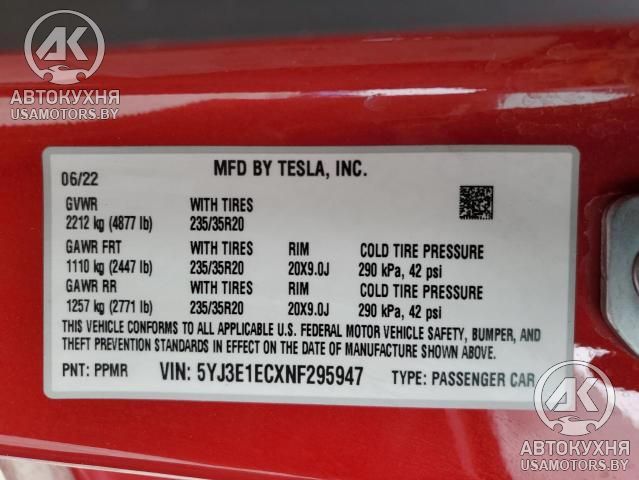 АК
АВТОКУХНЯ
USAMOTORS.BY
MFD BY TESLA, INC.
06/22
GVWR WITH TIRES
2212 kg (4877 lb) 235/35R20
GAWR FRT WITH TIRES RIM COLD TIRE PRESSURE
1110 kg (2447 lb) 235/35R20 20X9.0J 290 kPa, 42 psi
GAWR RR WITH TIRES RIM COLD TIRE PRESSURE
1257 kg (2771 lb) 235/35R20 20X9.0J 290 kPa, 42 psi
THIS VEHICLE CONFORMS TO ALL APPLICABLE U.S. FEDERAL MOTOR VEHICLE SAFETY, BUMPER, AND
THEFT PREVENTION STANDARDS IN EFFECT ON THE DATE OF MANUFACTURE SHOWN ABOVE.
PNT: PPMR VIN: 5YJ3E1ECXNF295947 TYPE: PASSENGER CAR
АК
АВТОКУХНЯ
USAMOTORS.BY